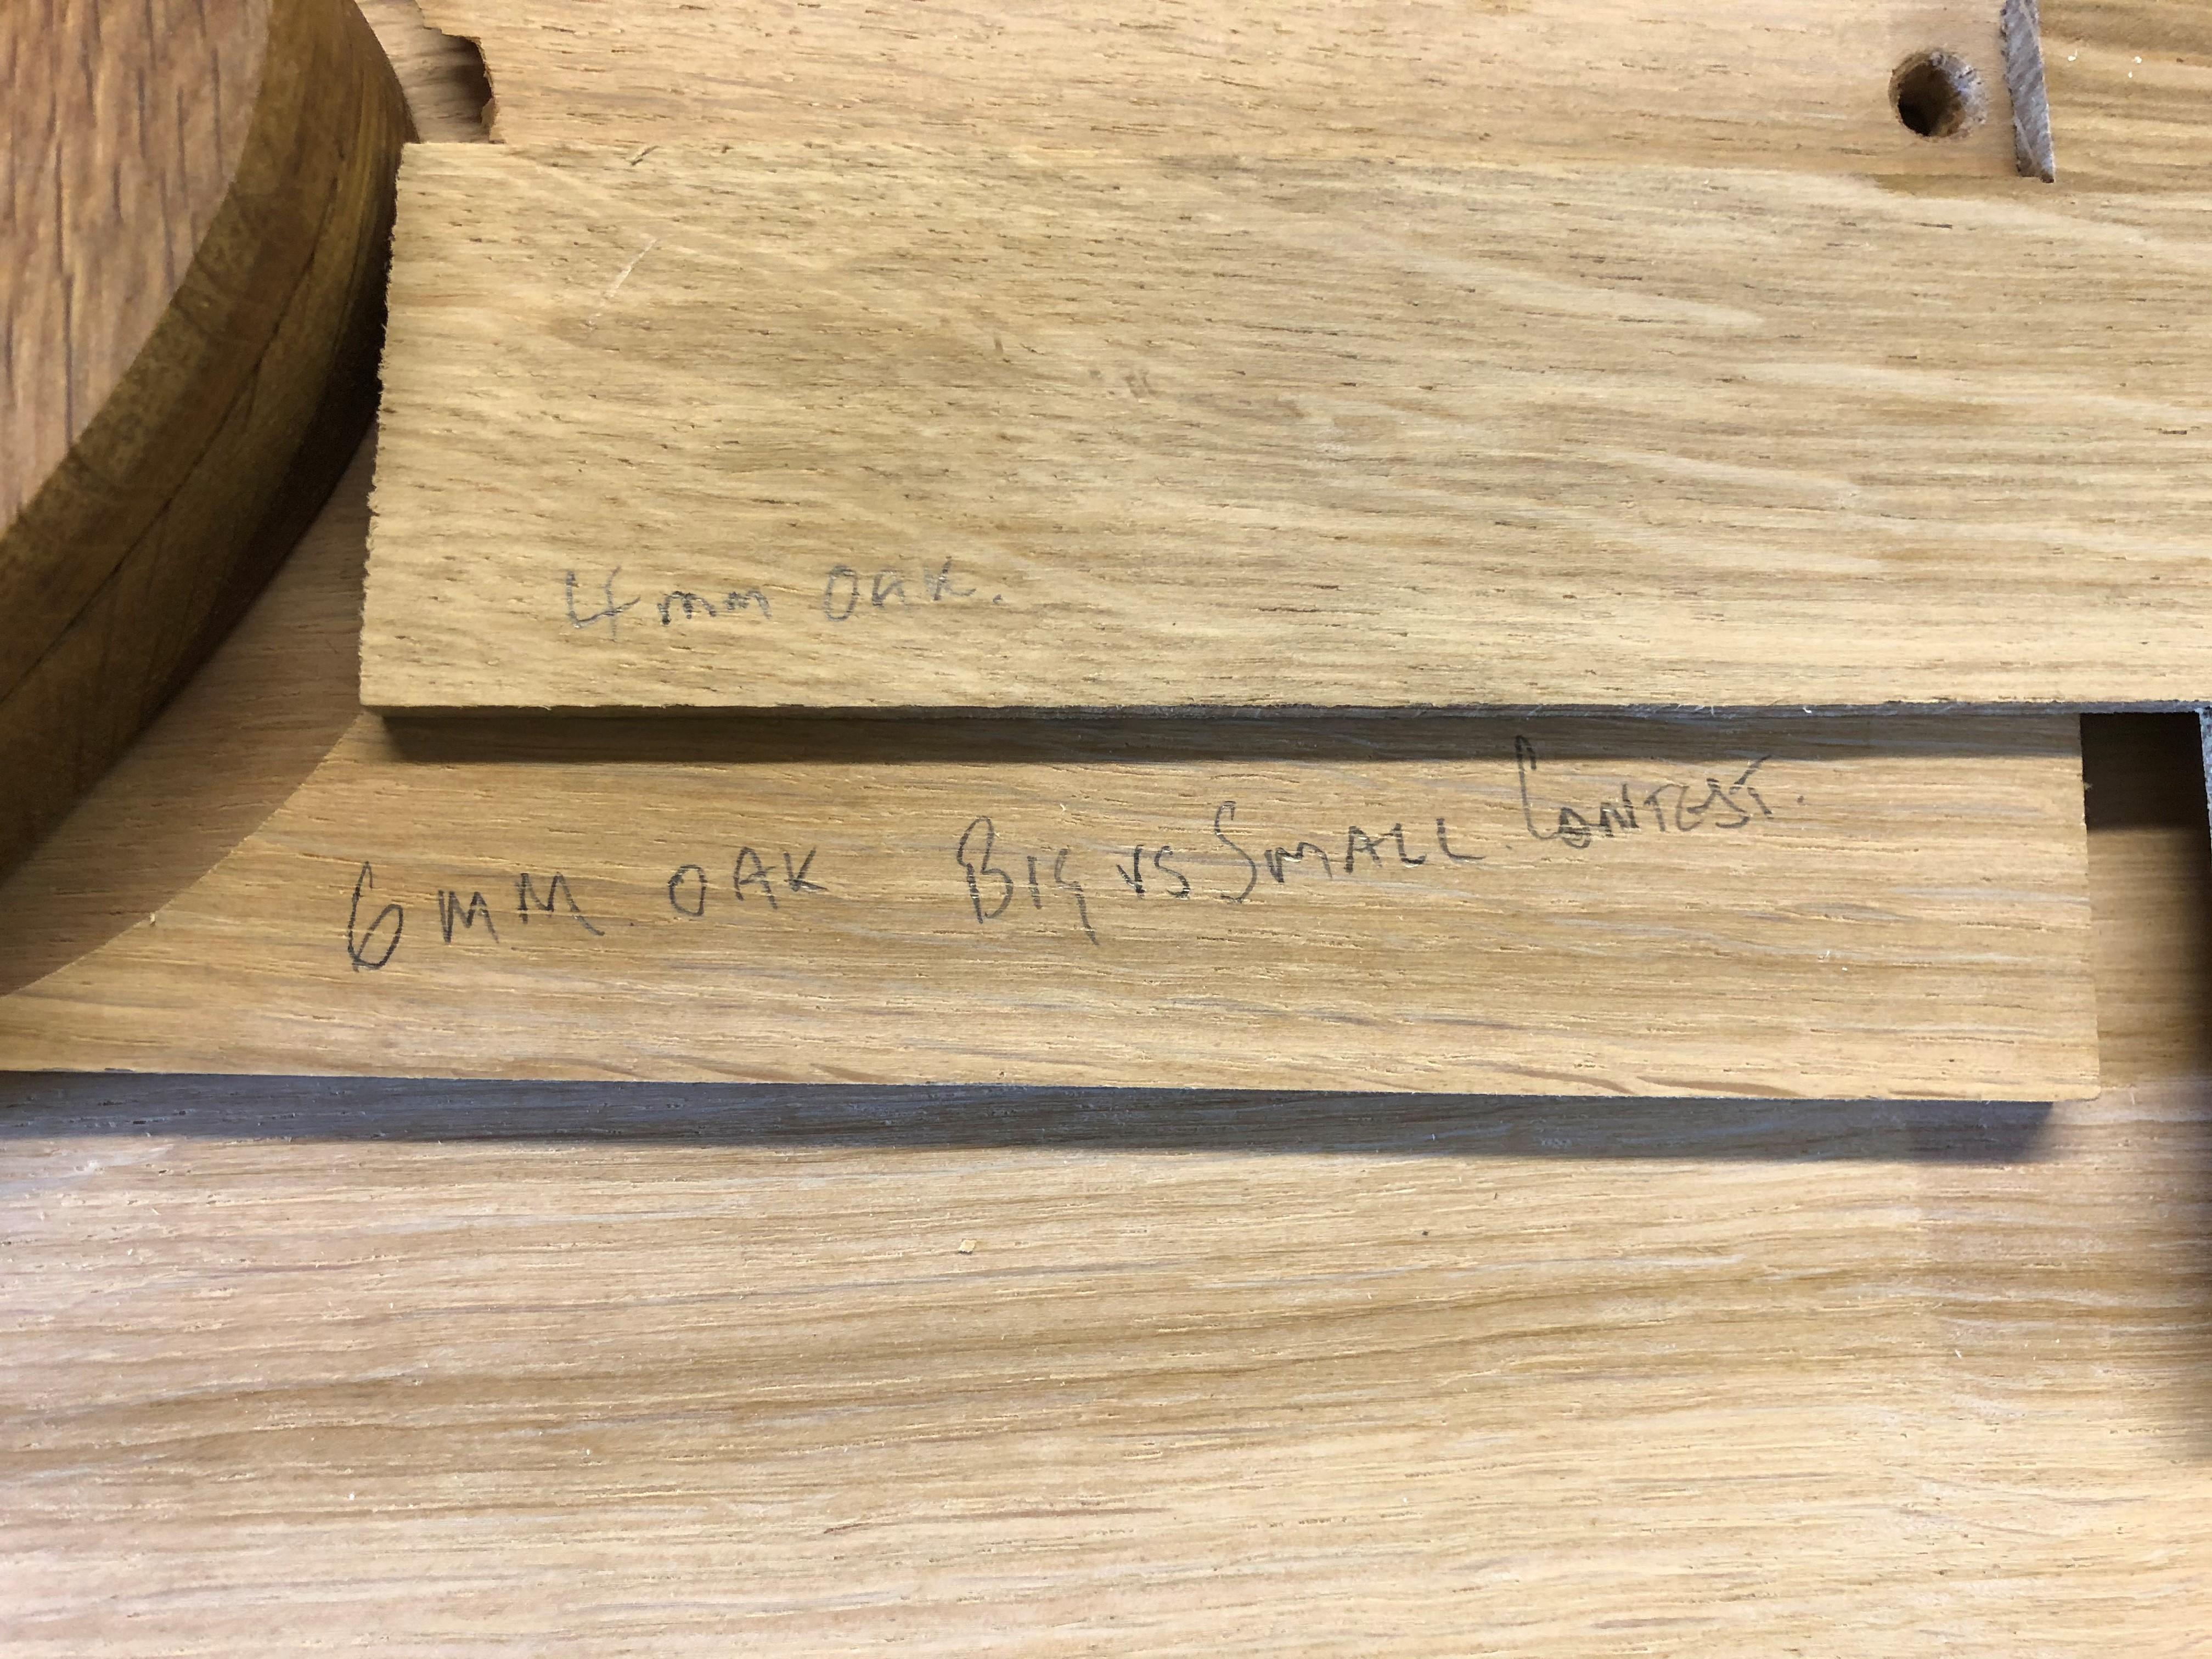 4mm OAK.
6MM. OAK BIg vs SMALL. CONTEST.